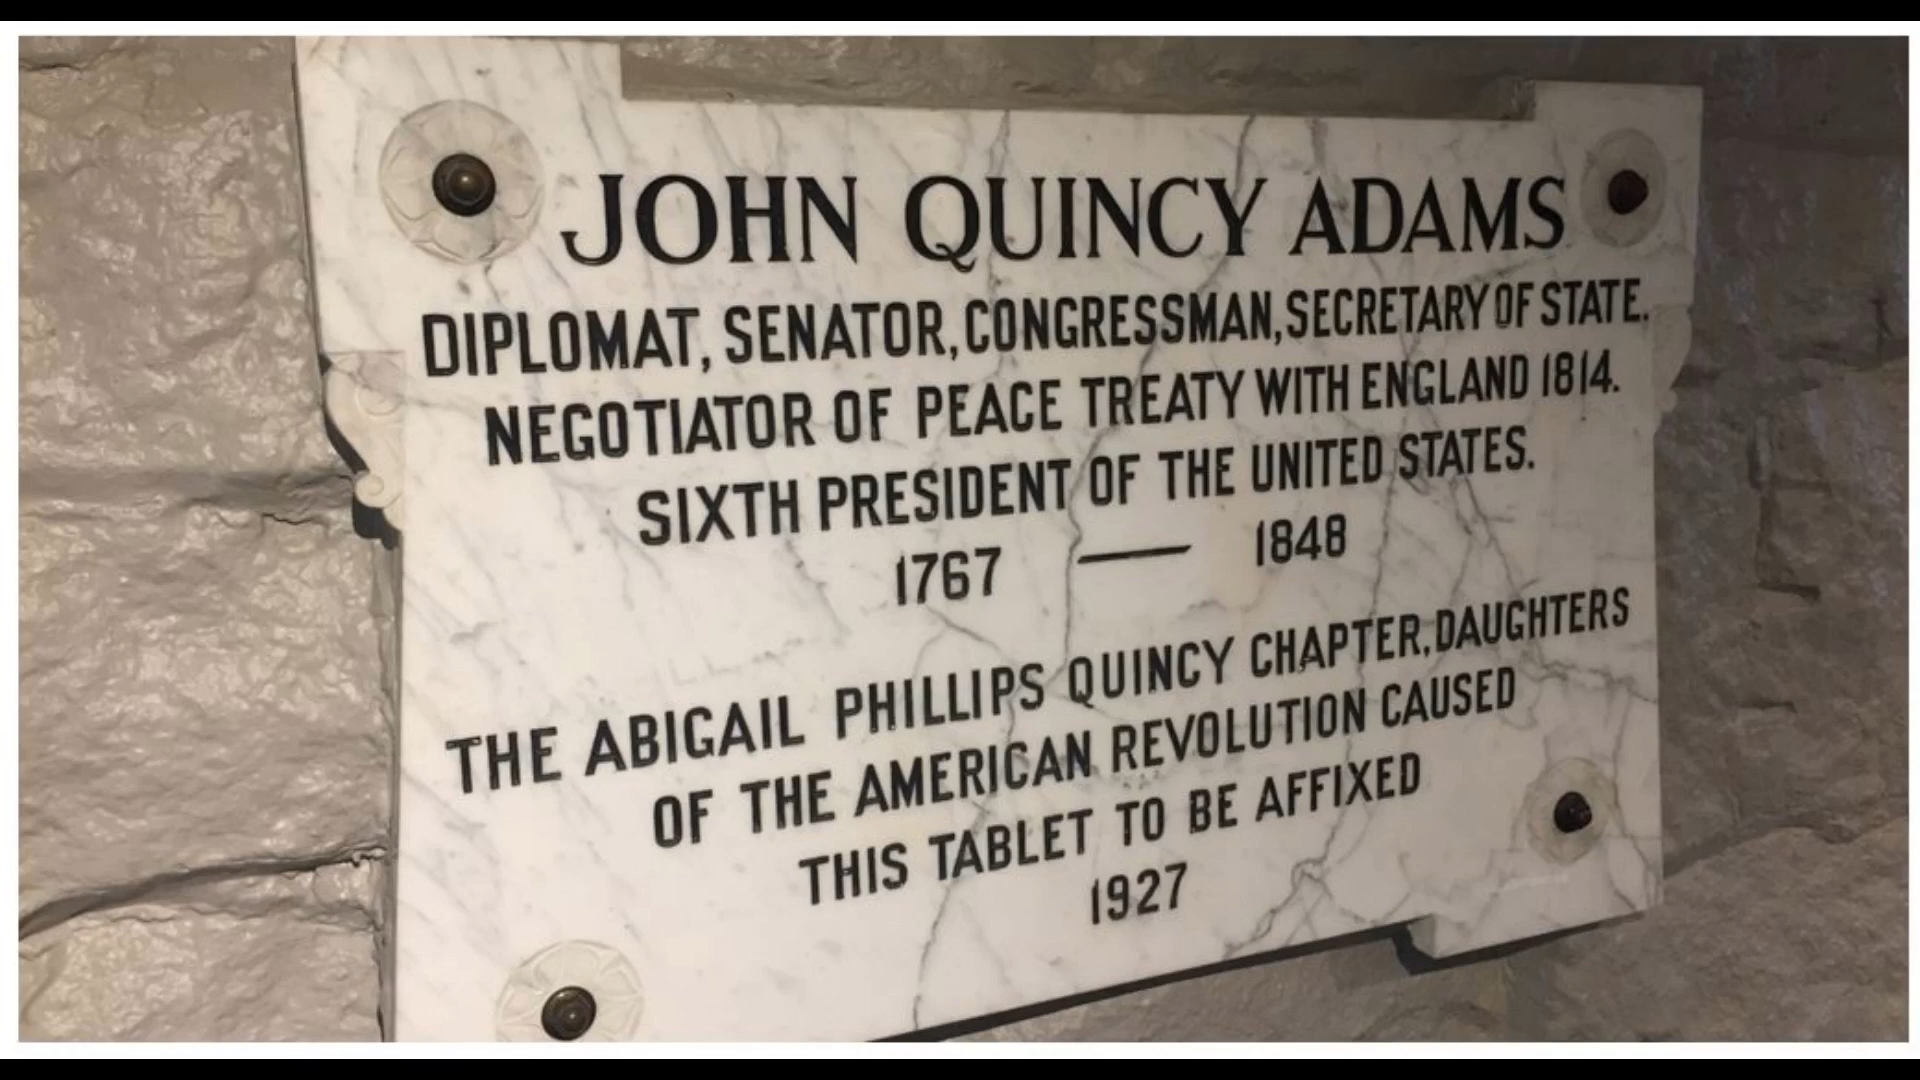 JOHN QUINCY ADAMS
DIPLOMAT, SENATOR, CONGRESSMAN, SECRETARY OF STATE.
NEGOTIATOR OF PEACE TREATY WITH ENGLAND 1814.
SIXTH PRESIDENT OF THE UNITED STATES.
1767 — 1848
THE ABIGAIL PHILLIPS QUINCY CHAPTER, DAUGHTERS
OF THE AMERICAN REVOLUTION CAUSED
THIS TABLET TO BE AFFIXED
1927